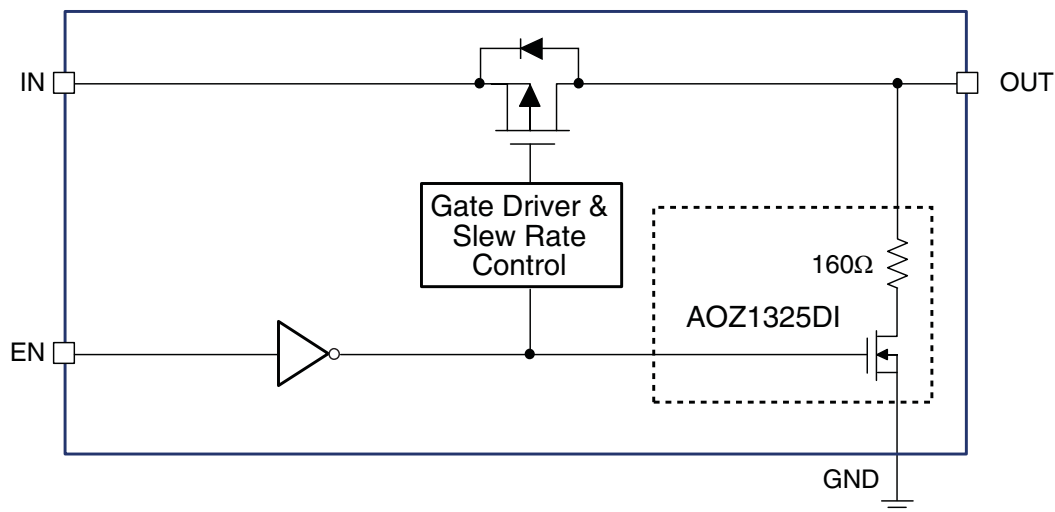 IN
OUT
Gate Driver &
Slew Rate
Control
160Ω
AOZ1325DI
EN
GND